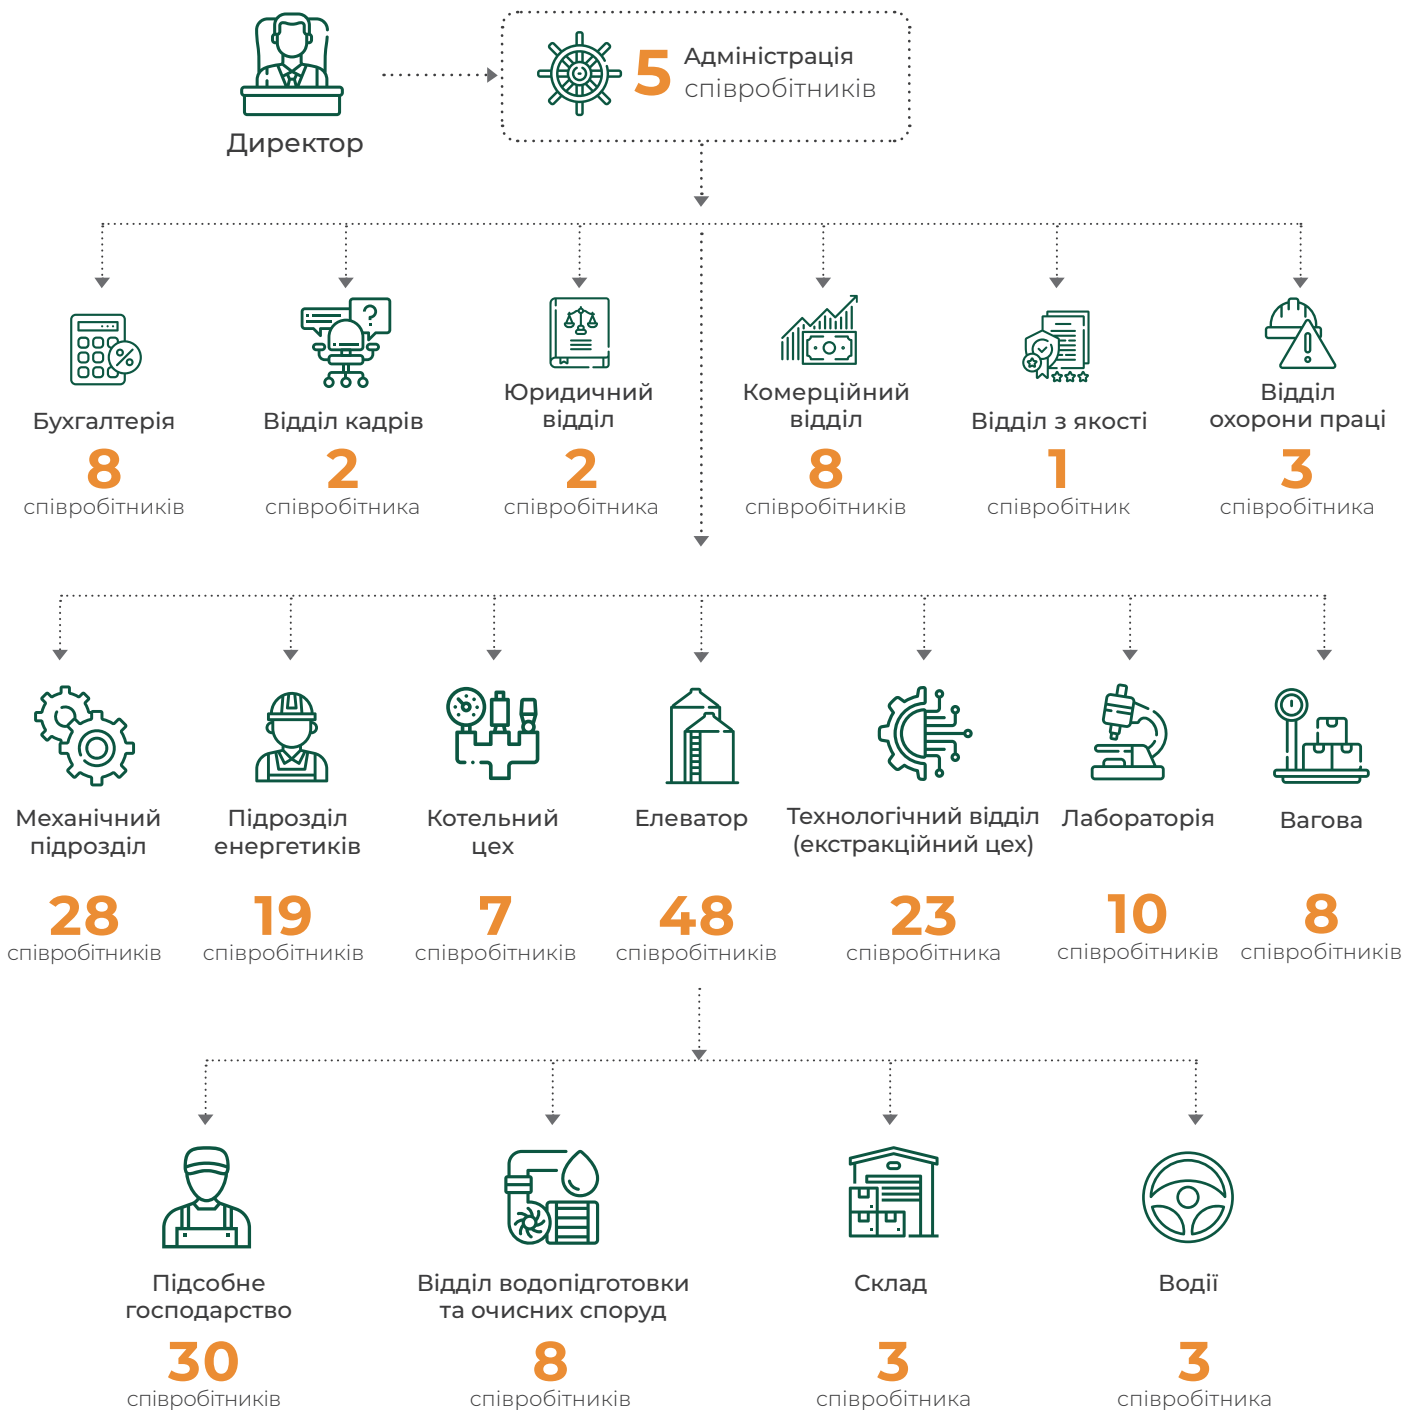 Директор
5
Адміністрація
співробітників
Бухгалтерія
8
співробітників
Відділ кадрів
2
співробітника
Юридичний
відділ
2
співробітника
Комерційний
відділ
8
співробітників
Відділ з якості
1
співробітник
Відділ
охорони праці
3
співробітника
Механічний
підрозділ
28
співробітників
Підрозділ
енергетиків
19
співробітників
Котельний
цех
7
співробітників
Елеватор
48
співробітників
Технологічний відділ
(екстракційний цех)
23
співробітника
Лабораторія
10
співробітників
Вагова
8
співробітників
Підсобне
господарство
30
співробітників
Відділ водопідготовки
та очисних споруд
8
співробітників
Склад
3
співробітника
Водії
3
співробітника